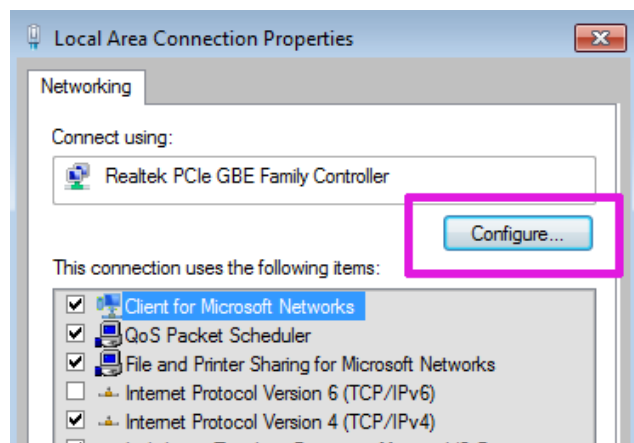 Local Area Connection Properties
Networking
Connect using:
Realtek PCIe GBE Family Controller
Configure...
This connection uses the following items:
Client for Microsoft Networks
QoS Packet Scheduler
File and Printer Sharing for Microsoft Networks
Internet Protocol Version 6 (TCP/IPv6)
Internet Protocol Version 4 (TCP/IPv4)